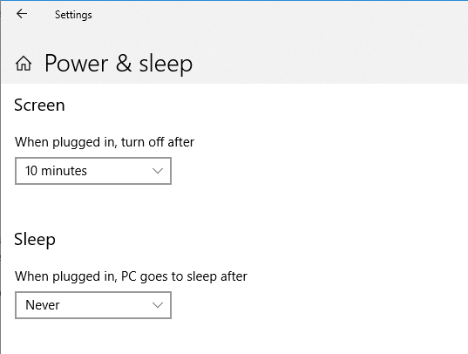 Settings
Power & sleep
Screen
When plugged in, turn off after
10 minutes
Sleep
When plugged in, PC goes to sleep after
Never